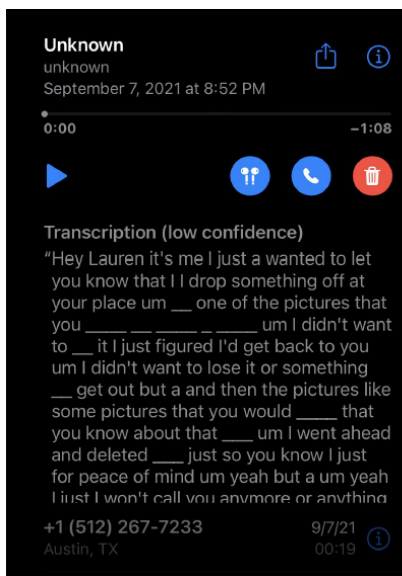 Unknown
unknown
September 7, 2021 at 8:52 PM
0:00 −1:08
Transcription (low confidence)
“Hey Lauren it's me I just a wanted to let
you know that I I drop something off at
your place um __ one of the pictures that
you ____ __ ____ _ ____ um I didn't want
to __ it I just figured I'd get back to you
um I didn't want to lose it or something
__ get out but a and then the pictures like
some pictures that you would ____ that
you know about that ___ um I went ahead
and deleted ___ just so you know I just
for peace of mind um yeah but a um yeah
I just I won't call you anymore or anything
+1 (512) 267-7233 9/7/21
Austin, TX 00:19